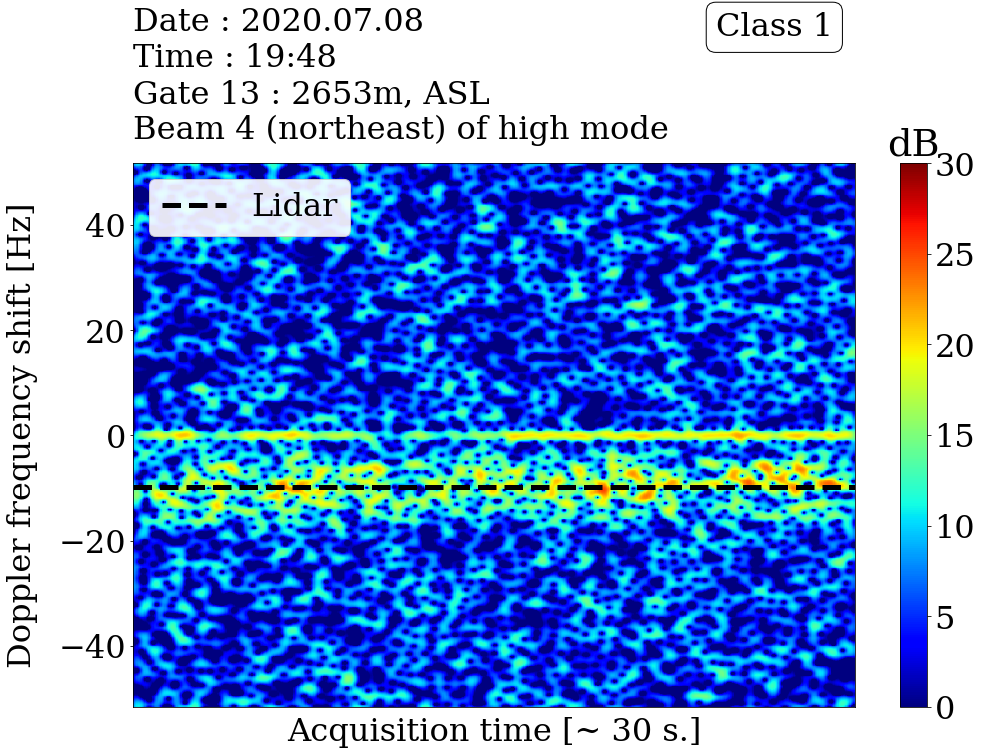 Date : 2020.07.08
Time : 19:48
Gate 13 : 2653m, ASL
Beam 4 (northeast) of high mode
Class 1
dB
Lidar
Doppler frequency shift [Hz]
40
20
0
−20
−40
30
25
20
15
10
5
0
Acquisition time [~ 30 s.]